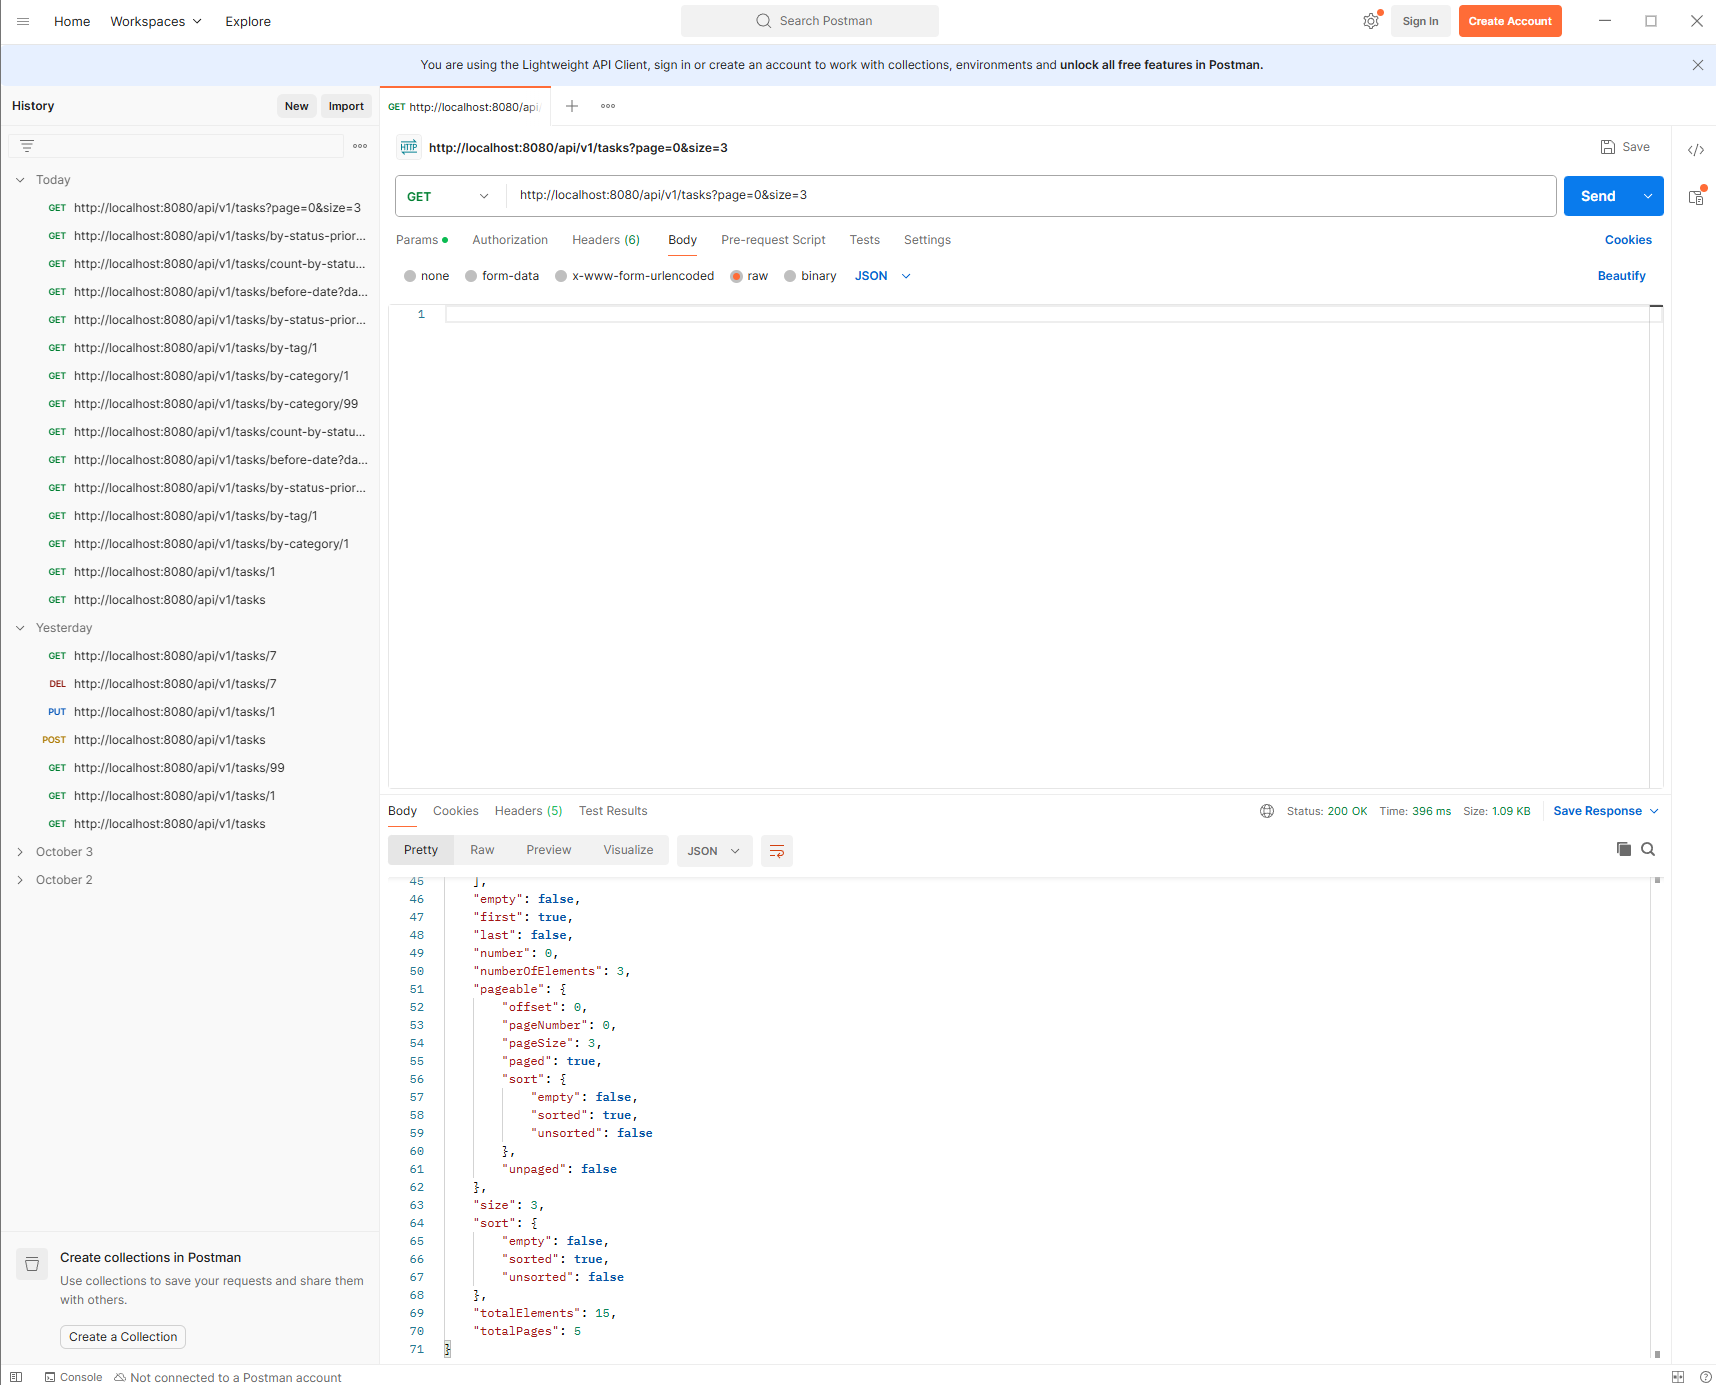 Home Workspaces Explore Search Postman Sign In Create Account
You are using the Lightweight API Client, sign in or create an account to work with collections, environments and unlock all free features in Postman.
History New Import
Today
GET http://localhost:8080/api/v1/tasks?page=0&size=3
GET http://localhost:8080/api/v1/tasks/by-status-prior...
GET http://localhost:8080/api/v1/tasks/count-by-statu...
GET http://localhost:8080/api/v1/tasks/before-date?da...
GET http://localhost:8080/api/v1/tasks/by-status-prior...
GET http://localhost:8080/api/v1/tasks/by-tag/1
GET http://localhost:8080/api/v1/tasks/by-category/1
GET http://localhost:8080/api/v1/tasks/by-category/99
GET http://localhost:8080/api/v1/tasks/count-by-statu...
GET http://localhost:8080/api/v1/tasks/before-date?da...
GET http://localhost:8080/api/v1/tasks/by-status-prior...
GET http://localhost:8080/api/v1/tasks/by-tag/1
GET http://localhost:8080/api/v1/tasks/by-category/1
GET http://localhost:8080/api/v1/tasks/1
GET http://localhost:8080/api/v1/tasks
Yesterday
GET http://localhost:8080/api/v1/tasks/7
DEL http://localhost:8080/api/v1/tasks/7
PUT http://localhost:8080/api/v1/tasks/1
POST http://localhost:8080/api/v1/tasks
GET http://localhost:8080/api/v1/tasks/99
GET http://localhost:8080/api/v1/tasks/1
GET http://localhost:8080/api/v1/tasks
October 3
October 2
Create collections in Postman
Use collections to save your requests and share them
with others.
Create a Collection
GET http://localhost:8080/api/
HTTP http://localhost:8080/api/v1/tasks?page=0&size=3 Save
GET http://localhost:8080/api/v1/tasks?page=0&size=3 Send
Params Authorization Headers (6) Body Pre-request Script Tests Settings Cookies
none form-data x-www-form-urlencoded raw binary JSON Beautify
1
Body Cookies Headers (5) Test Results Status: 200 OK Time: 396 ms Size: 1.09 KB Save Response
Pretty Raw Preview Visualize JSON
45 ],
46 "empty": false,
47 "first": true,
48 "last": false,
49 "number": 0,
50 "numberOfElements": 3,
51 "pageable": {
52 "offset": 0,
53 "pageNumber": 0,
54 "pageSize": 3,
55 "paged": true,
56 "sort": {
57 "empty": false,
58 "sorted": true,
59 "unsorted": false
60 },
61 "unpaged": false
62 },
63 "size": 3,
64 "sort": {
65 "empty": false,
66 "sorted": true,
67 "unsorted": false
68 },
69 "totalElements": 15,
70 "totalPages": 5
71 }
Console Not connected to a Postman account